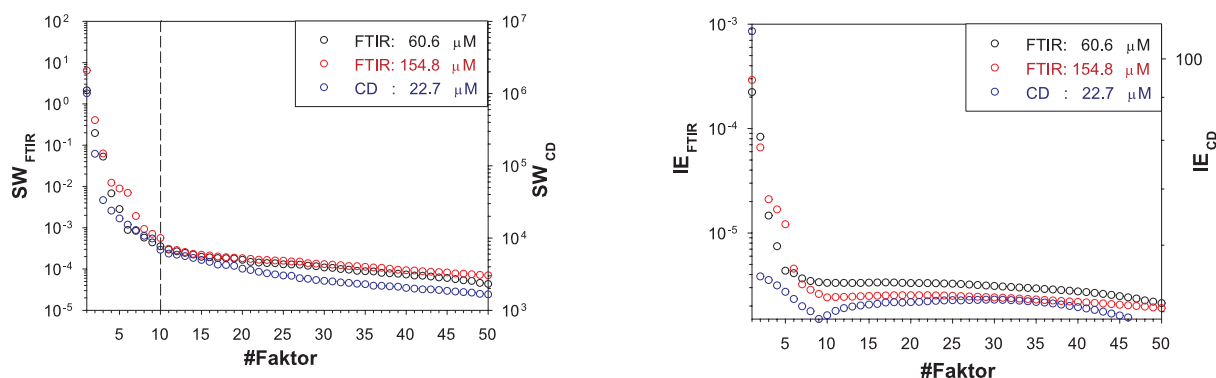 10²
10¹
10⁰
10⁻¹
10⁻²
10⁻³
10⁻⁴
10⁻⁵
SW_FTIR
FTIR: 60.6 µM
FTIR: 154.8 µM
CD : 22.7 µM
10⁷
10⁶
10⁵
10⁴
10³
SW_CD
5 10 15 20 25 30 35 40 45 50
#Faktor
10⁻³
10⁻⁴
10⁻⁵
IE_FTIR
FTIR: 60.6 µM
FTIR: 154.8 µM
CD : 22.7 µM
100
IE_CD
5 10 15 20 25 30 35 40 45 50
#Faktor